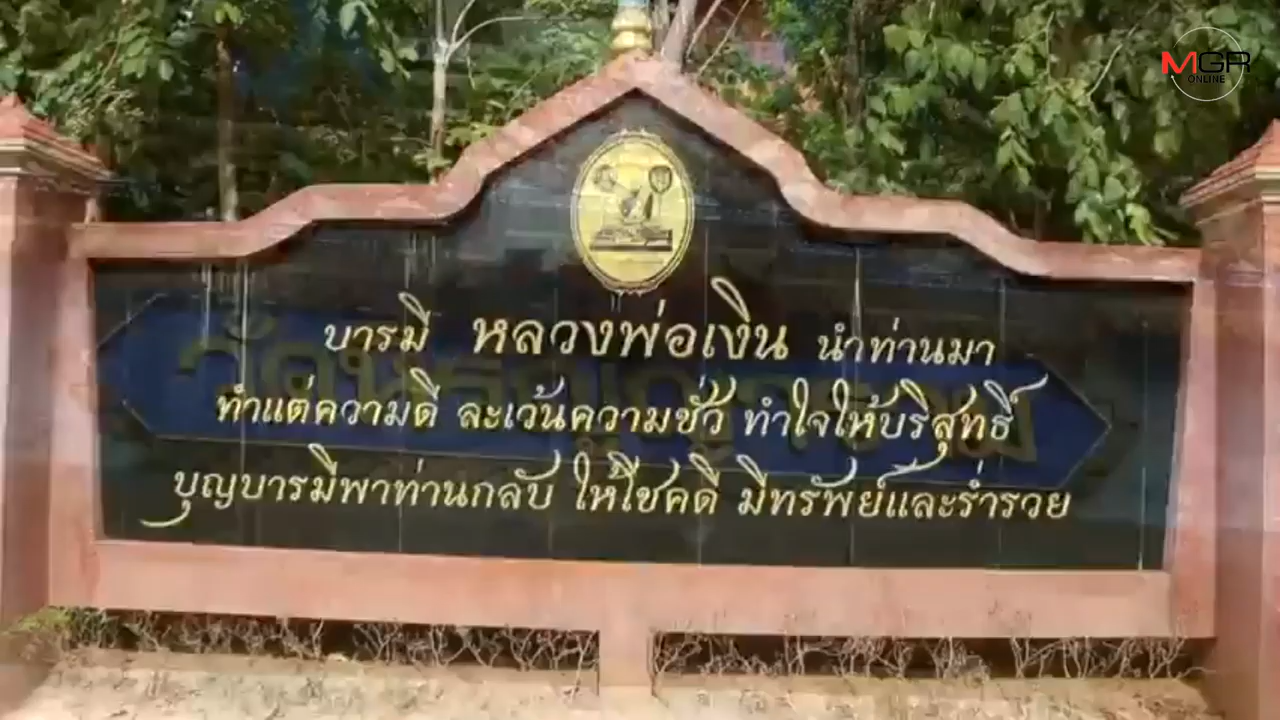 MGR
ONLINE
บารมี หลวงพ่อเงิน นำท่านมา
ทำแต่ความดี ละเว้นความชั่ว ทำใจให้บริสุทธิ์
บุญบารมีพาท่านกลับ ให้โชคดี มีทรัพย์และร่ำรวย